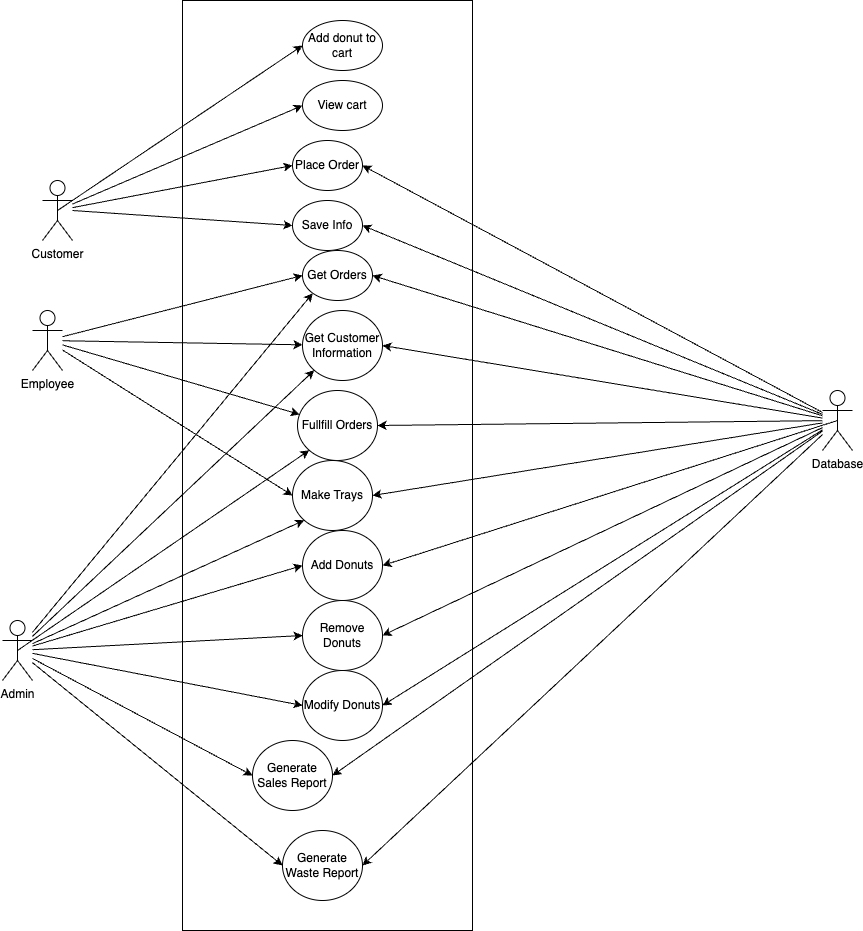 Add donut to
cart
View cart
Place Order
Customer
Save Info
Get Orders
Employee
Get Customer
Information
Fullfill Orders
Database
Make Trays
Add Donuts
Remove
Donuts
Admin
Modify Donuts
Generate
Sales Report
Generate
Waste Report